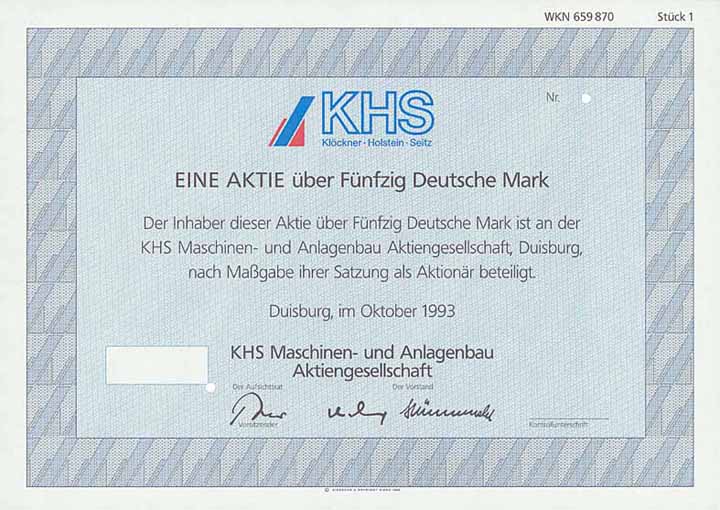 WKN 659 870 Stück 1
Nr.
KHS
Klöckner · Holstein · Seitz
EINE AKTIE über Fünfzig Deutsche Mark
Der Inhaber dieser Aktie über Fünfzig Deutsche Mark ist an der
KHS Maschinen- und Anlagenbau Aktiengesellschaft, Duisburg,
nach Maßgabe ihrer Satzung als Aktionär beteiligt.
Duisburg, im Oktober 1993
KHS Maschinen- und Anlagenbau
Aktiengesellschaft
Der Aufsichtsrat Der Vorstand
Vorsitzender Kontrollunterschrift